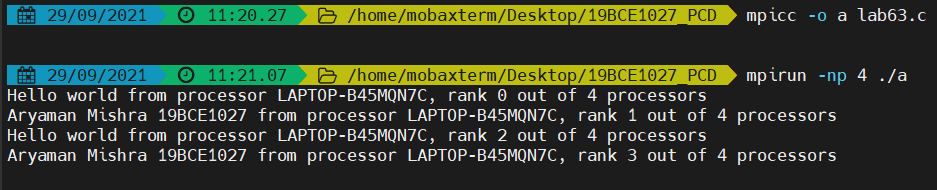 29/09/2021 11:20.27 /home/mobaxterm/Desktop/19BCE1027_PCD mpicc -o a lab63.c
29/09/2021 11:21.07 /home/mobaxterm/Desktop/19BCE1027_PCD mpirun -np 4 ./a
Hello world from processor LAPTOP-B45MQN7C, rank 0 out of 4 processors
Aryaman Mishra 19BCE1027 from processor LAPTOP-B45MQN7C, rank 1 out of 4 processors
Hello world from processor LAPTOP-B45MQN7C, rank 2 out of 4 processors
Aryaman Mishra 19BCE1027 from processor LAPTOP-B45MQN7C, rank 3 out of 4 processors